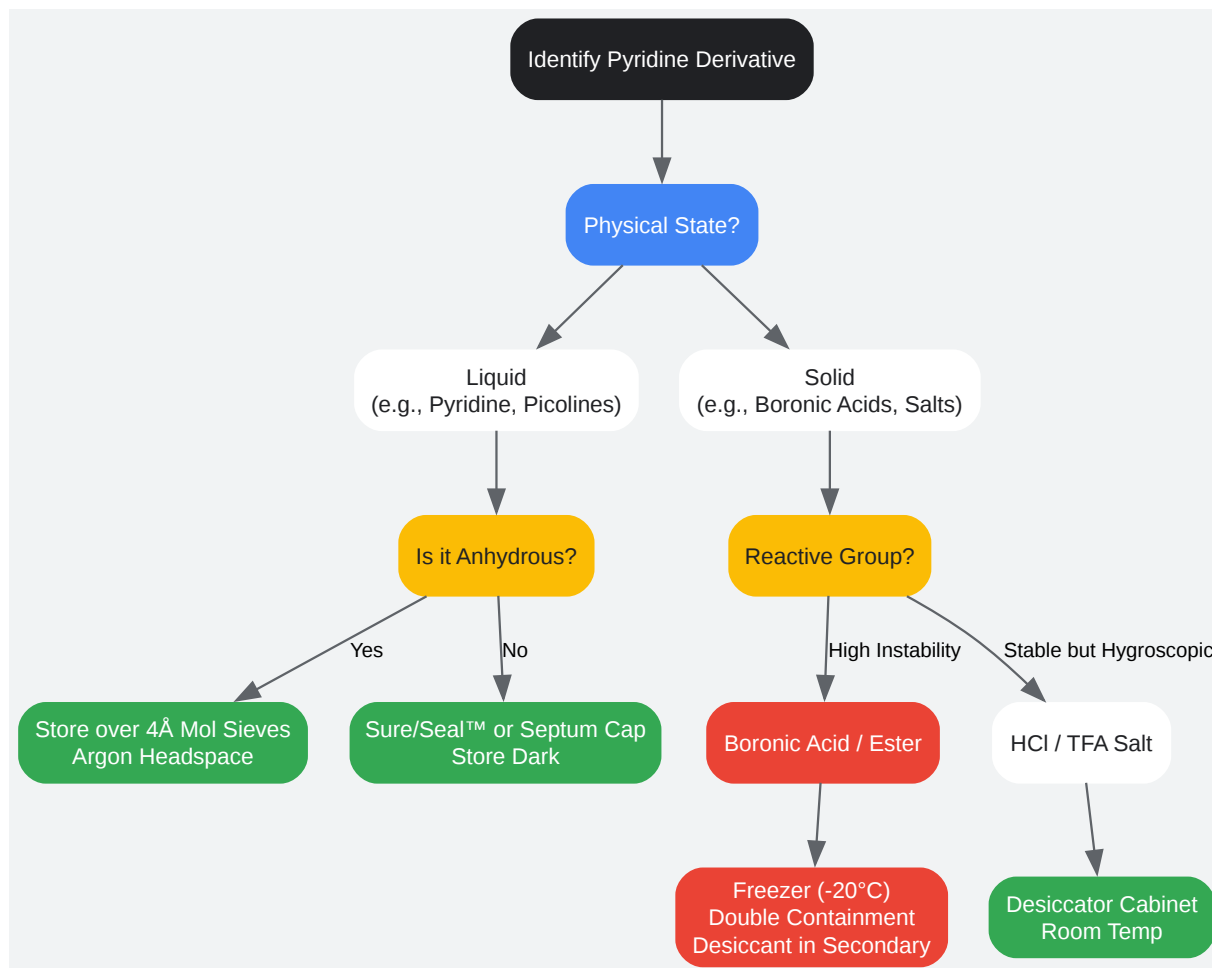 Identify Pyridine Derivative
Physical State?
Liquid
(e.g., Pyridine, Picolines)
Solid
(e.g., Boronic Acids, Salts)
Is it Anhydrous?
Reactive Group?
Yes
No
High Instability
Stable but Hygroscopic
Store over 4Å Mol Sieves
Argon Headspace
Sure/Seal™ or Septum Cap
Store Dark
Boronic Acid / Ester
HCl / TFA Salt
Freezer (-20°C)
Double Containment
Desiccant in Secondary
Desiccator Cabinet
Room Temp